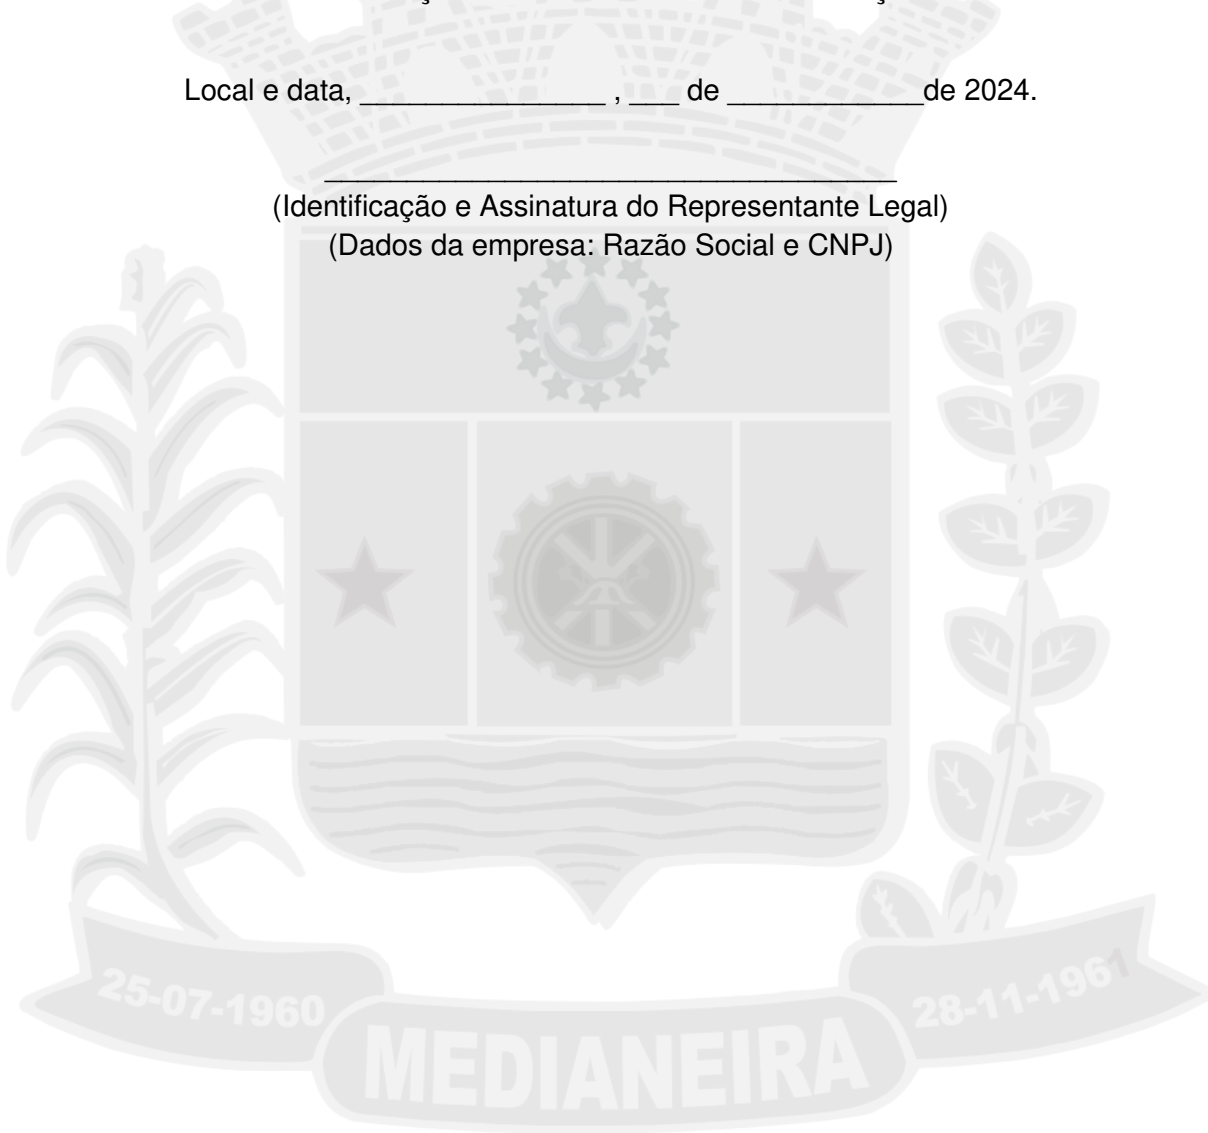 Local e data, _______________ , ___ de ____________de 2024.
___________________________________
(Identificação e Assinatura do Representante Legal)
(Dados da empresa: Razão Social e CNPJ)
25-07-1960
28-11-1961
MEDIANEIRA